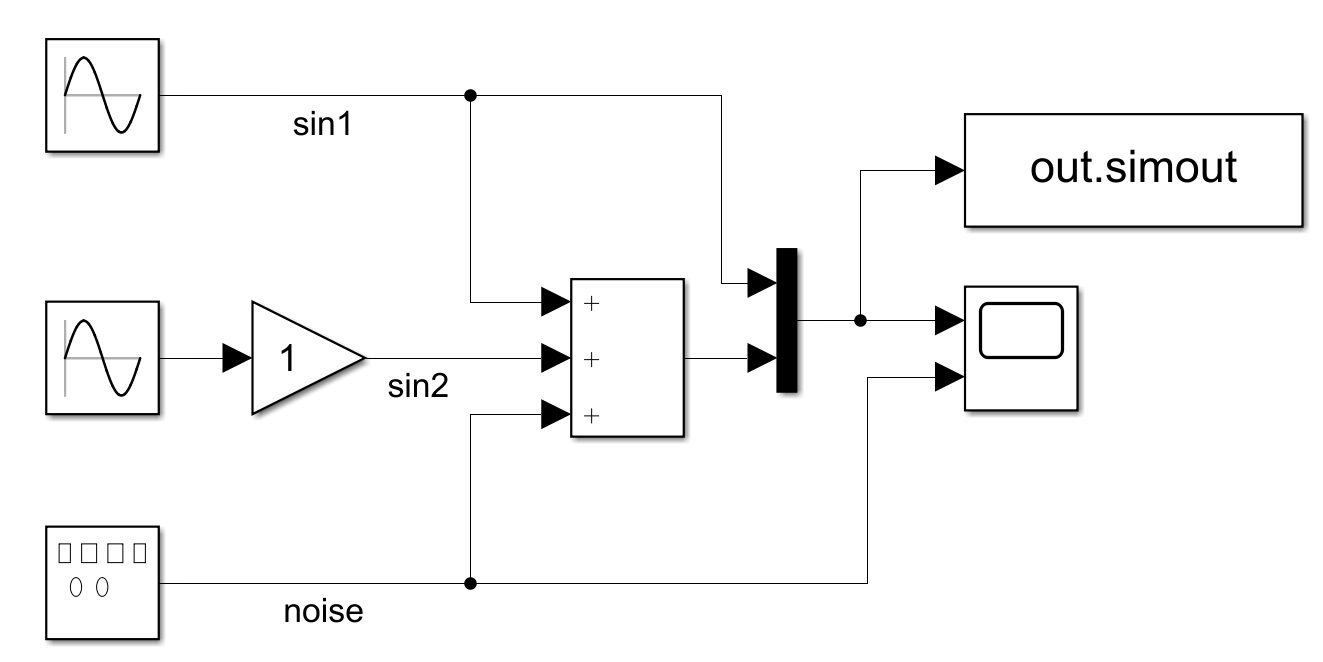 sin1
out.simout
+
1
+
sin2
+
noise